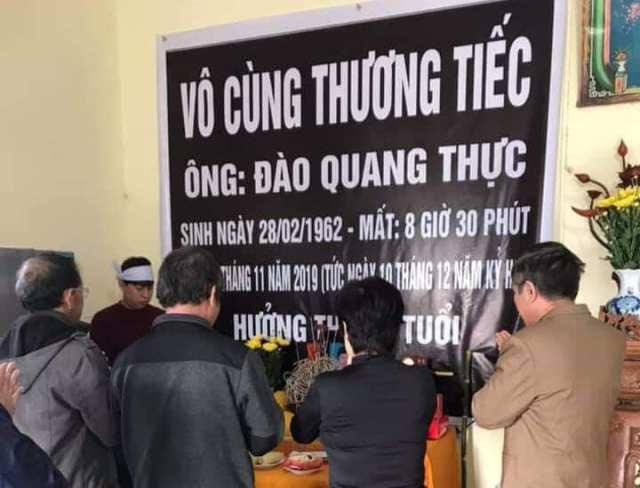 VÔ CÙNG THƯƠNG TIẾC
ÔNG: ĐÀO QUANG THỰC
SINH NGÀY 28/02/1962 - MẤT: 8 GIỜ 30 PHÚT
THÁNG 11 NĂM 2019 (TỨC NGÀY 10 THÁNG 12 NĂM KỶ
HƯỞNG TUỔI